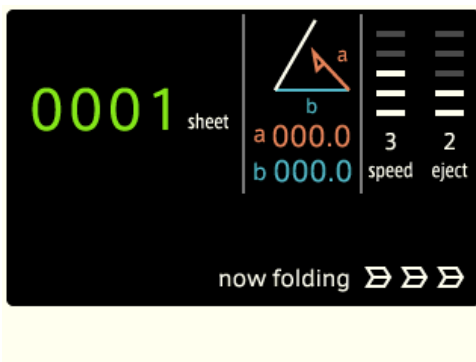 0001 sheet
a
b
a 000.0
b 000.0
3 2
speed eject
now folding